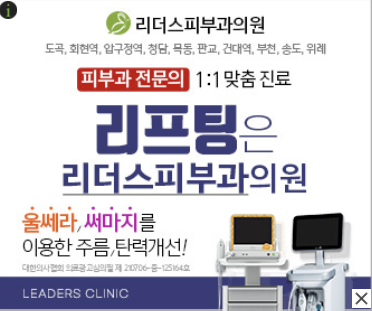 리더스피부과의원
도곡, 회현역, 압구정역, 청담, 목동, 판교, 건대역, 부천, 송도, 위례
피부과 전문의 1:1 맞춤 진료
리프팅은
리더스피부과의원
울쎄라, 써마지를
이용한 주름, 탄력개선!
대한의사협회 의료광고심의필 제 210706-중-125164호
LEADERS CLINIC